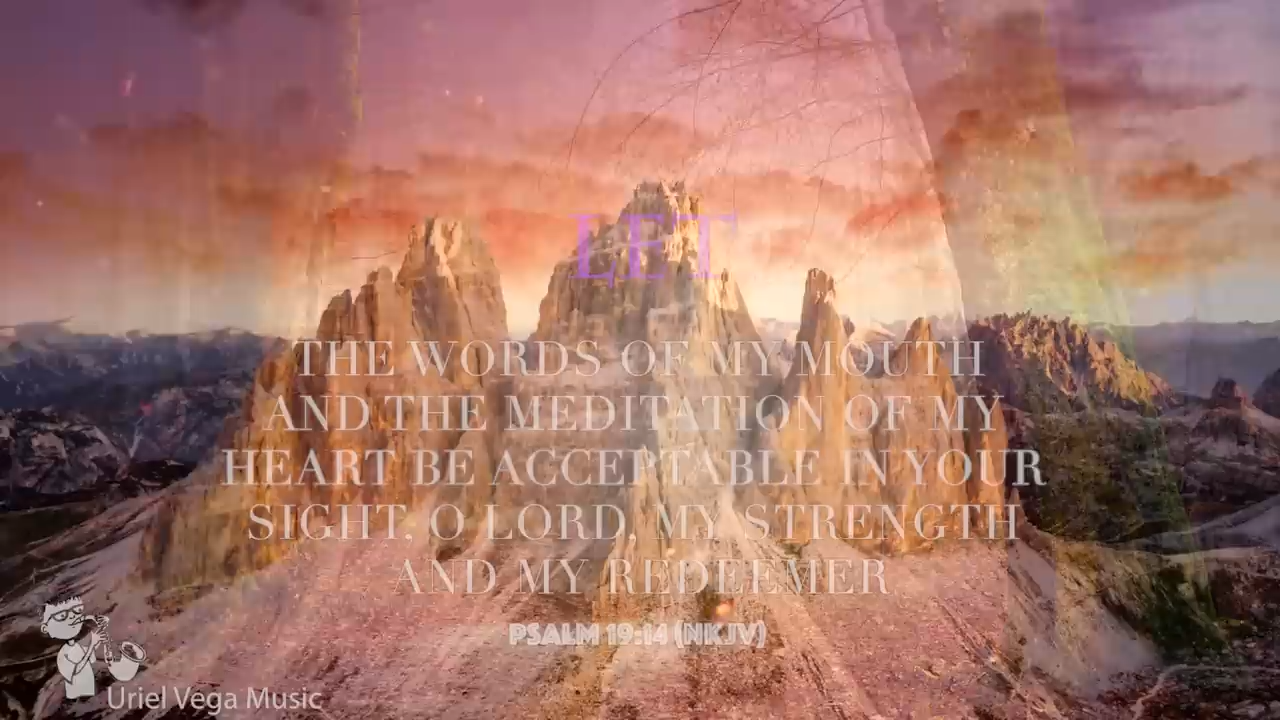 LET
THE WORDS OF MY MOUTH
AND THE MEDITATION OF MY
HEART BE ACCEPTABLE IN YOUR
SIGHT, O LORD, MY STRENGTH
AND MY REDEEMER
PSALM 19:14 (NKJV)
Uriel Vega Music